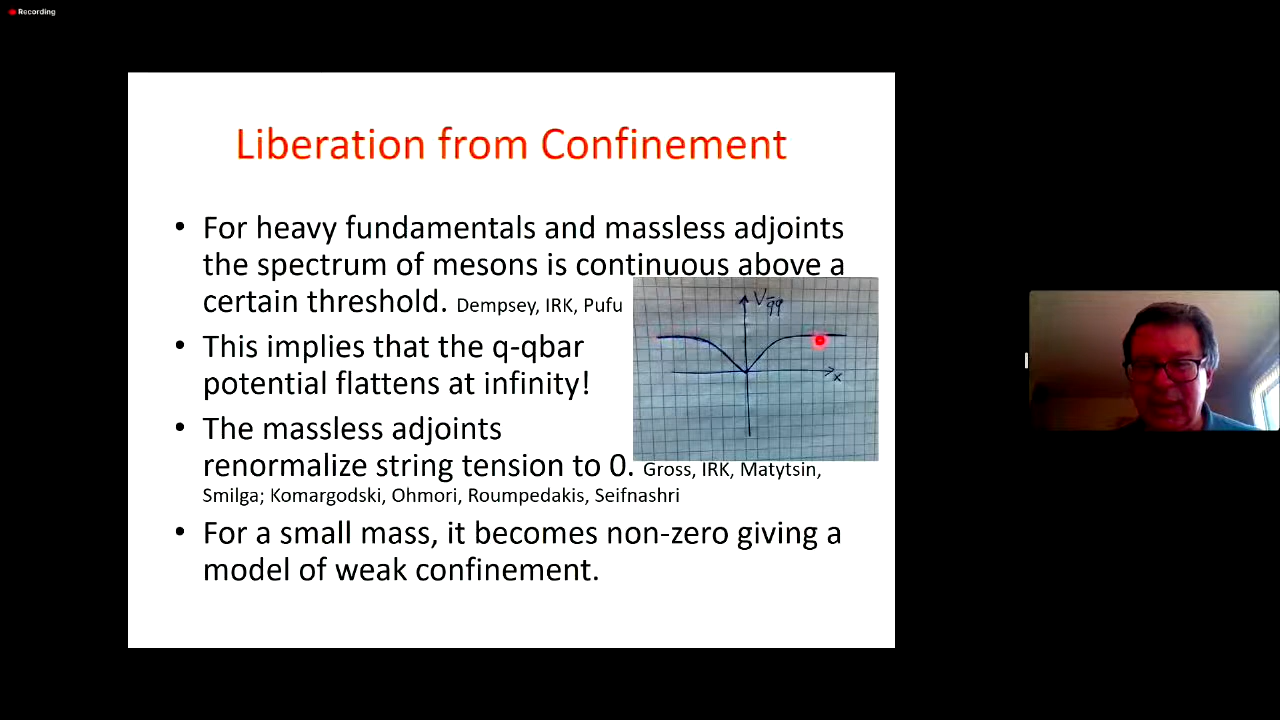 Recording
Liberation from Confinement
• For heavy fundamentals and massless adjoints
the spectrum of mesons is continuous above a
certain threshold. Dempsey, IRK, Pufu
• This implies that the q-qbar
potential flattens at infinity!
V q̄q
x
• The massless adjoints
renormalize string tension to 0. Gross, IRK, Matytsin,
Smilga; Komargodski, Ohmori, Roumpedakis, Seifnashri
• For a small mass, it becomes non-zero giving a
model of weak confinement.